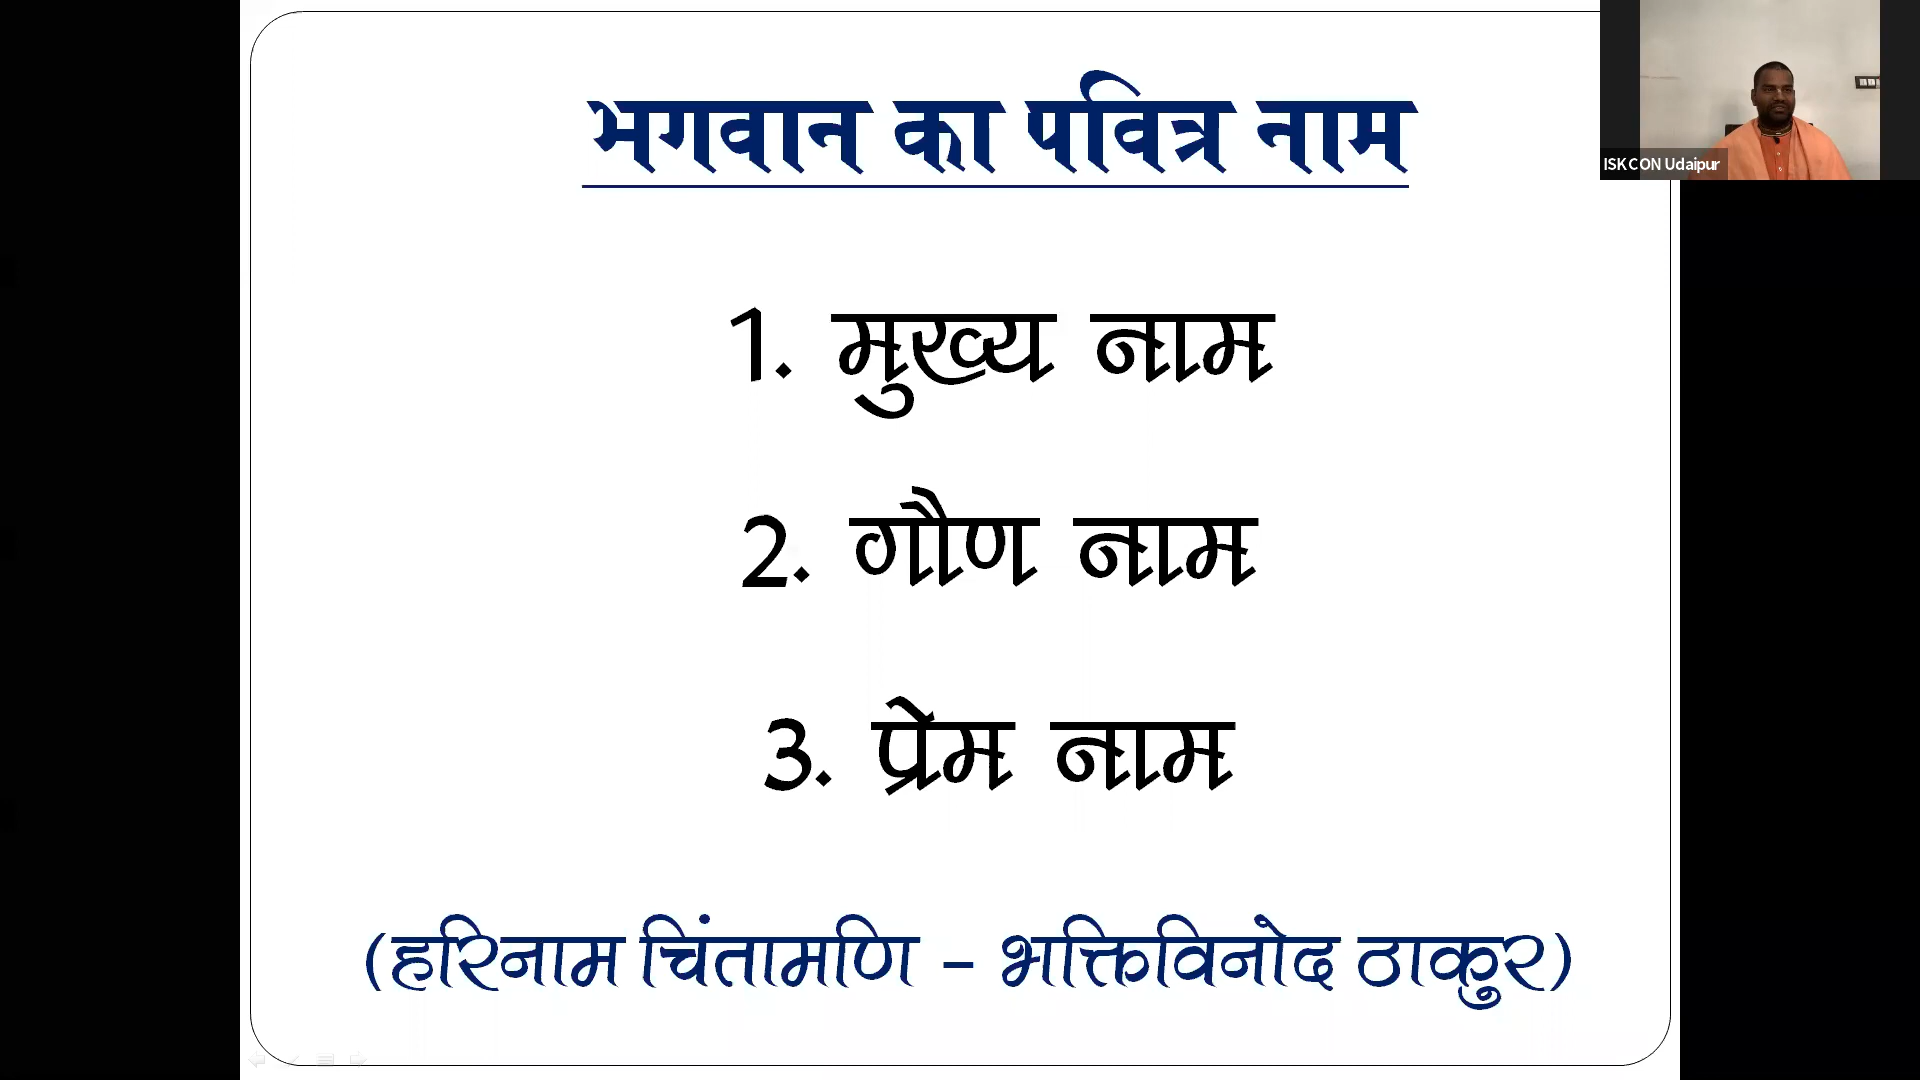 भगवान का पवित्र नाम
ISKCON Udaipur
1. मुख्य नाम
2. गौण नाम
3. प्रेम नाम
(हरिनाम चिंतामणि - भक्तिविनोद ठाकुर)